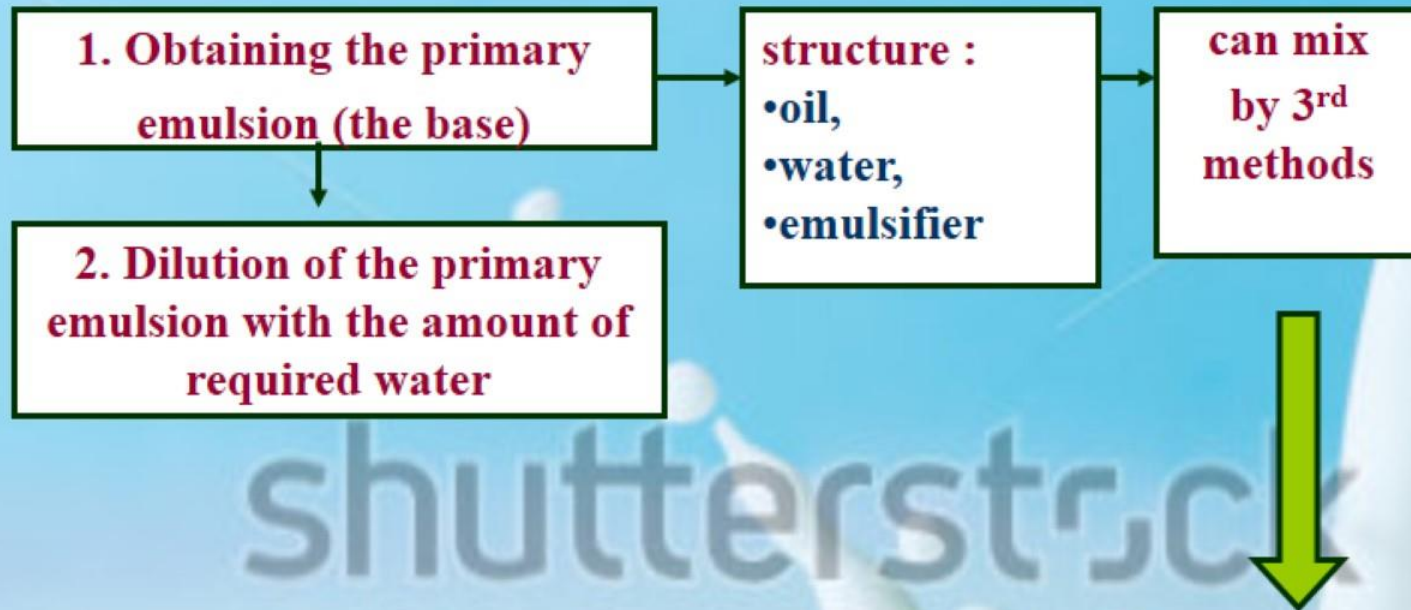 1. Obtaining the primary
emulsion (the base)
structure :
•oil,
•water,
•emulsifier
can mix
by 3rd
methods
2. Dilution of the primary
emulsion with the amount of
required water
shutterstock